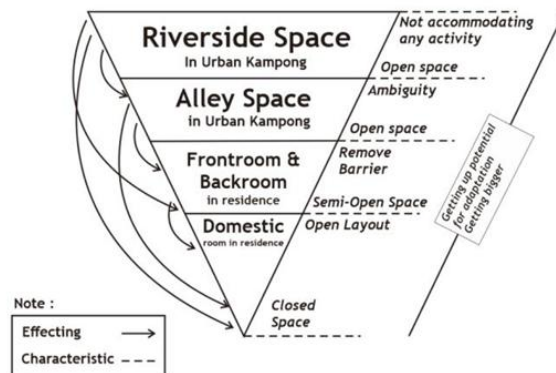 Riverside Space
In Urban Kampong
Alley Space
in Urban Kampong
Frontroom &
Backroom
in residence
Domestic
room in residence
Not accommodating
any activity
Open space
Ambiguity
Open space
Remove
Barrier
Semi-Open Space
Open Layout
Closed
Space
Getting up potential
for adaptation
Getting bigger
Note :
Effecting
Characteristic